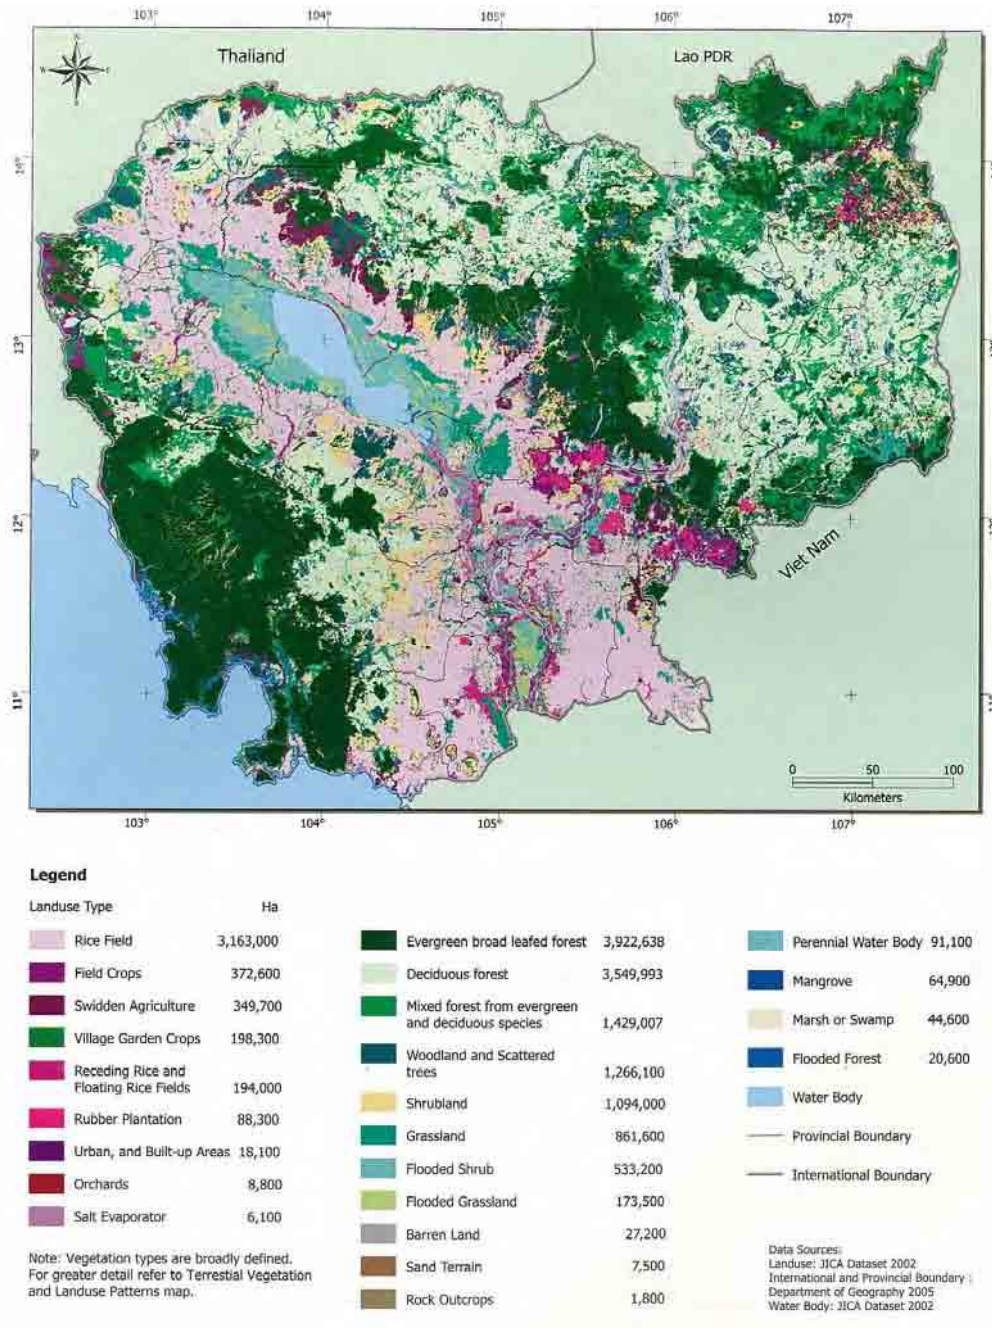 103° 104° 105° 106° 107°
Thailand
Lao PDR
N
W
14°
13°
13°
12°
12°
Viet Nam
11°
0 50 100
Kilometers
103° 104° 105° 106° 107°
Legend
Landuse Type Ha
Rice Field 3,163,000
Field Crops 372,600
Swidden Agriculture 349,700
Village Garden Crops 198,300
Receding Rice and
Floating Rice Fields 194,000
Rubber Plantation 88,300
Urban, and Built-up Areas 18,100
Orchards 8,800
Salt Evaporator 6,100
Note: Vegetation types are broadly defined.
For greater detail refer to Terrestial Vegetation
and Landuse Patterns map.
Evergreen broad leafed forest 3,922,638
Deciduous forest 3,549,993
Mixed forest from evergreen
and deciduous species 1,429,007
Woodland and Scattered
trees 1,266,100
Shrubland 1,094,000
Grassland 861,600
Flooded Shrub 533,200
Flooded Grassland 173,500
Barren Land 27,200
Sand Terrain 7,500
Rock Outcrops 1,800
Perennial Water Body 91,100
Mangrove 64,900
Marsh or Swamp 44,600
Flooded Forest 20,600
Water Body
Provincial Boundary
International Boundary
Data Sources:
Landuse: JICA Dataset 2002
International and Provincial Boundary :
Department of Geography 2005
Water Body: JICA Dataset 2002